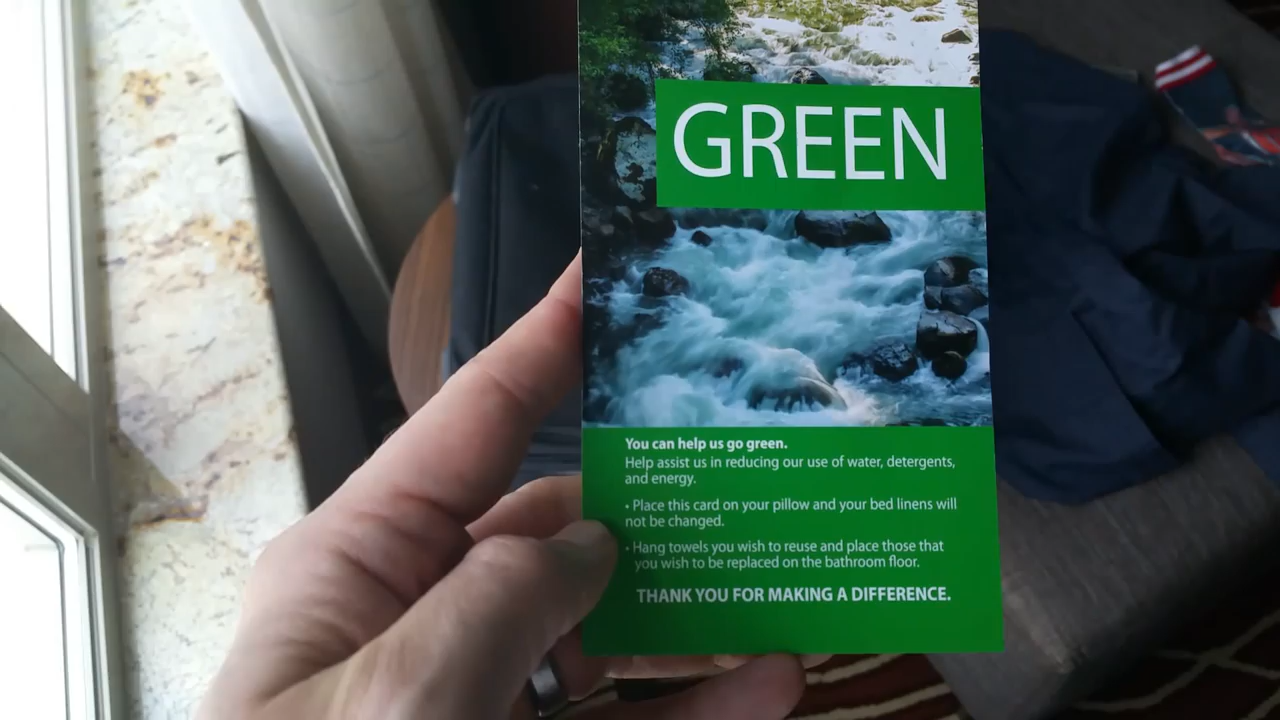 GREEN
You can help us go green.
Help assist us in reducing our use of water, detergents,
and energy.
• Place this card on your pillow and your bed linens will
not be changed.
• Hang towels you wish to reuse and place those that
you wish to be replaced on the bathroom floor.
THANK YOU FOR MAKING A DIFFERENCE.